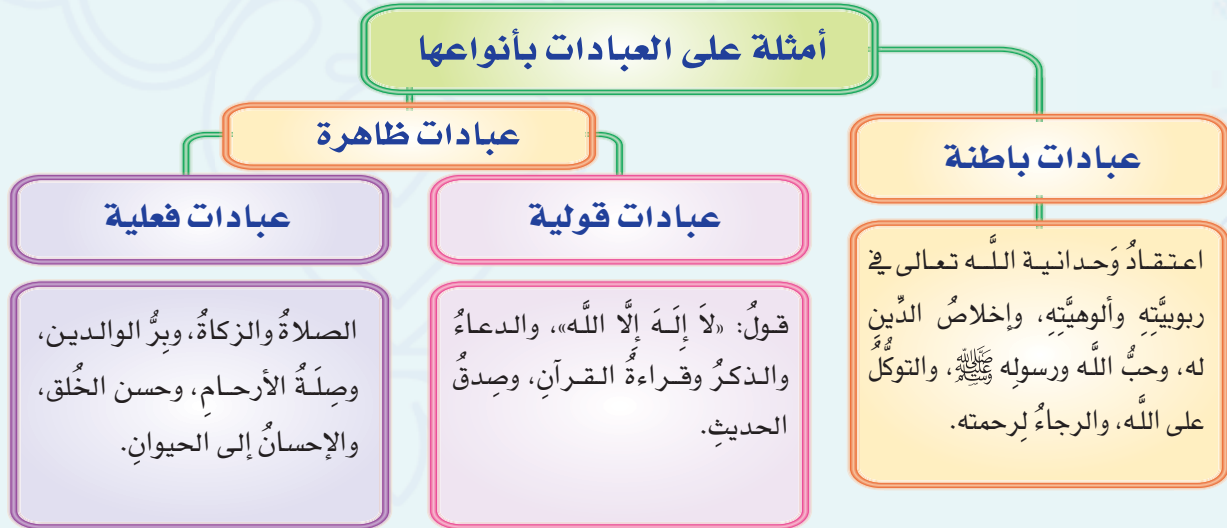 أمثلة على العبادات بأنواعها
عبادات باطنة
اعتقادُ وَحدانية اللَّه تعالى في
ربوبيَّتِهِ وألوهيَّتِهِ، وإخلاصُ الدِّينِ
له، وحبُّ اللَّه ورسولِه ﷺ، والتوكُّلُ
على اللَّه، والرجاءُ لِرحمته.
عبادات ظاهرة
عبادات قولية
قولُ: «لاَ إِلَهَ إِلَّا اللَّه»، والدعاءُ
والذكرُ وقراءةُ القرآنِ، وصِدقُ
الحديثِ.
عبادات فعلية
الصلاةُ والزكاةُ، وبِرُّ الوالدين،
وصِلَةُ الأرحامِ، وحسن الخُلق،
والإحسانُ إلى الحيوانِ.